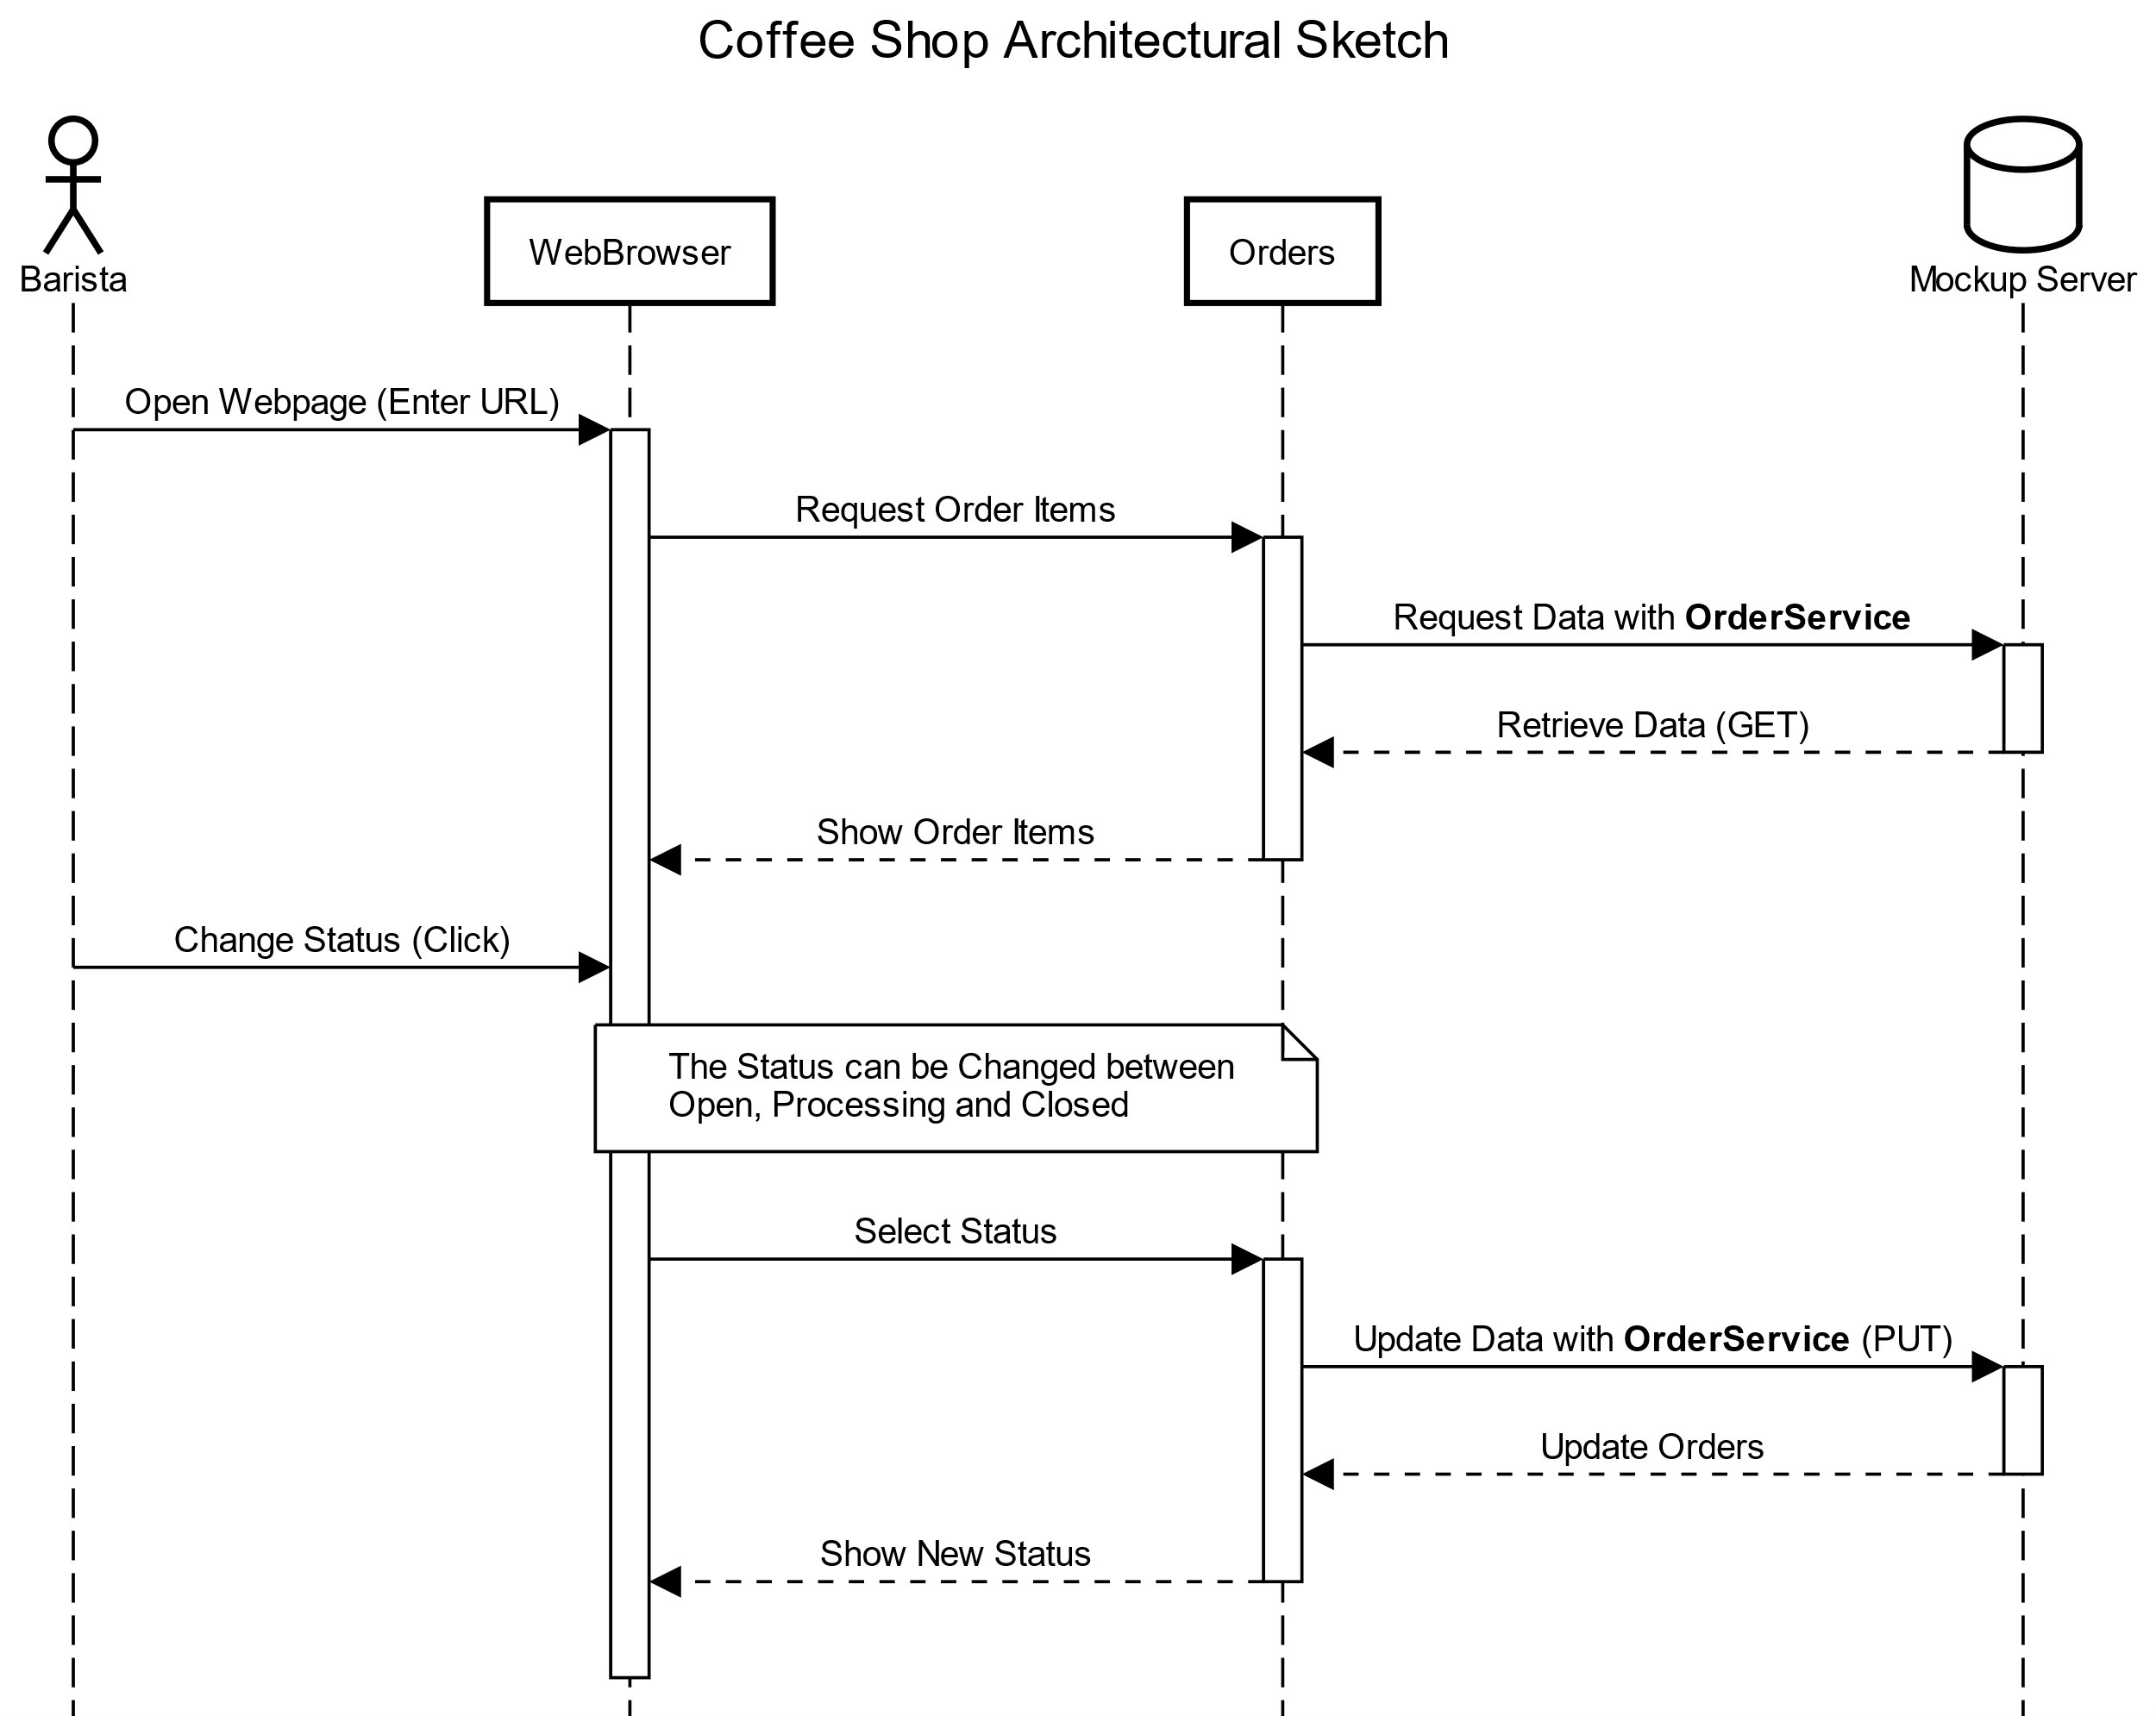 Coffee Shop Architectural Sketch
Barista
WebBrowser
Orders
Mockup Server
Open Webpage (Enter URL)
Request Order Items
Request Data with OrderService
Retrieve Data (GET)
Show Order Items
Change Status (Click)
The Status can be Changed between
Open, Processing and Closed
Select Status
Update Data with OrderService (PUT)
Update Orders
Show New Status